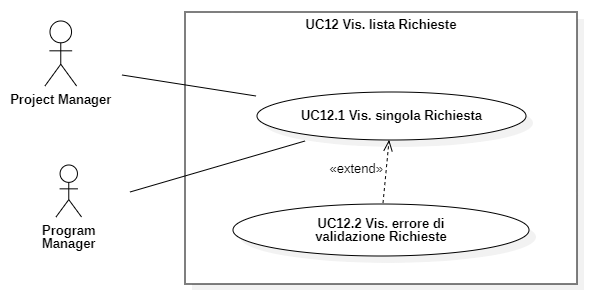 UC12 Vis. lista Richieste
Project Manager
UC12.1 Vis. singola Richiesta
«extend»
Program
Manager
UC12.2 Vis. errore di
validazione Richieste